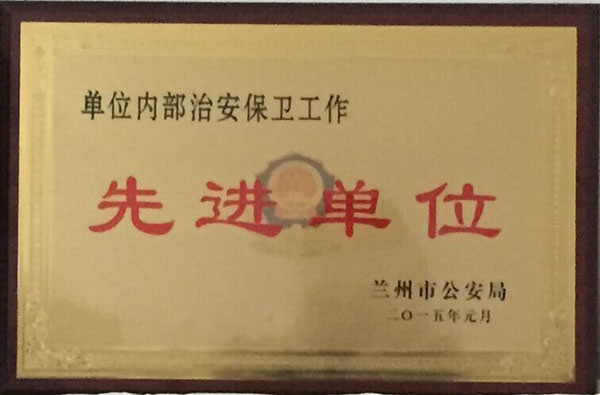 单位内部治安保卫工作
先进单位
兰州市公安局
二〇一五年元月